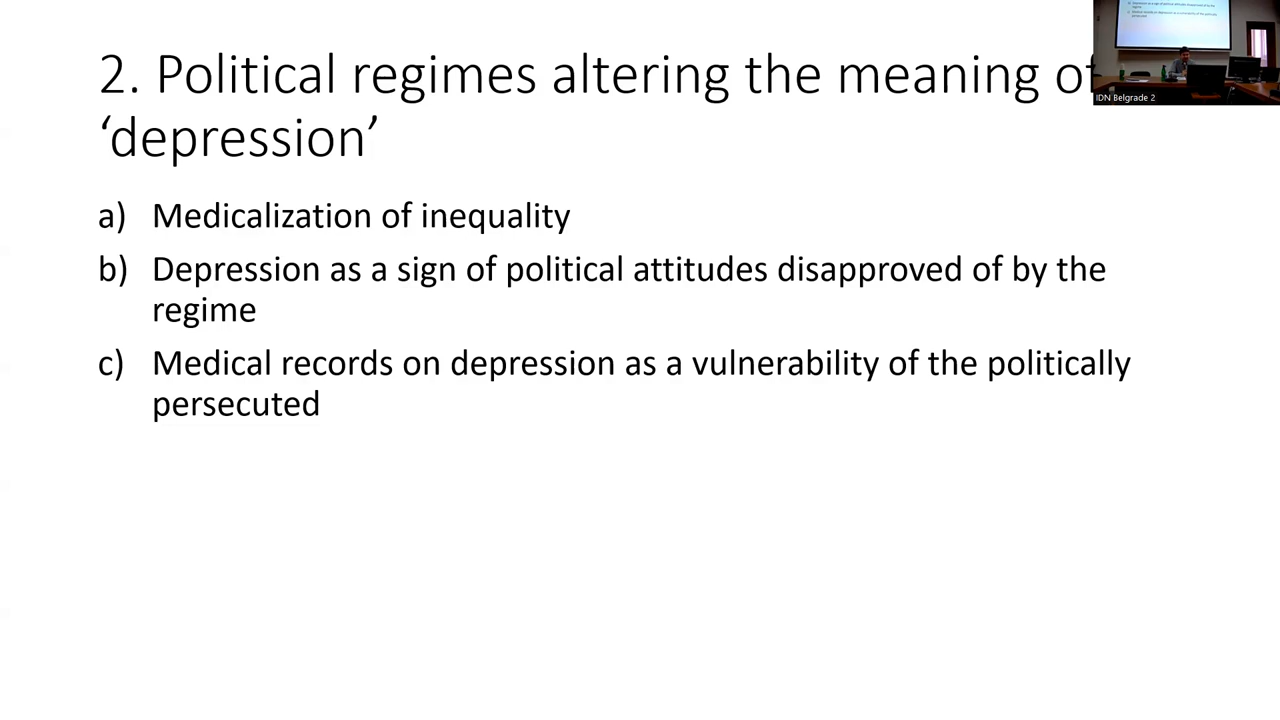 2. Political regimes altering the meaning of
‘depression’
a) Medicalization of inequality
b) Depression as a sign of political attitudes disapproved of by the
regime
c) Medical records on depression as a vulnerability of the politically
persecuted
IDN Belgrade 2